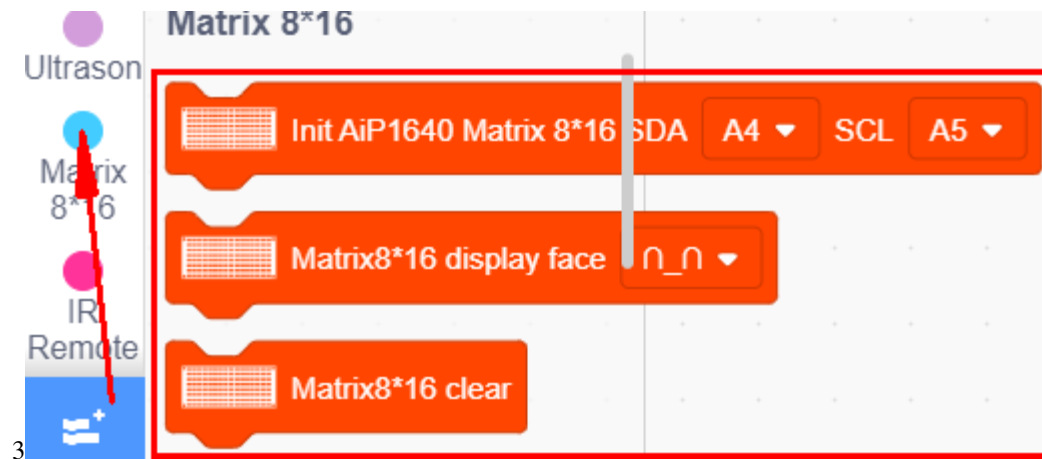 Matrix 8*16
Ultrason
Init AiP1640 Matrix 8*16 SDA A4 SCL A5
Matrix
8*16
Matrix8*16 display face ∩_∩
IR
Remote
Matrix8*16 clear
3